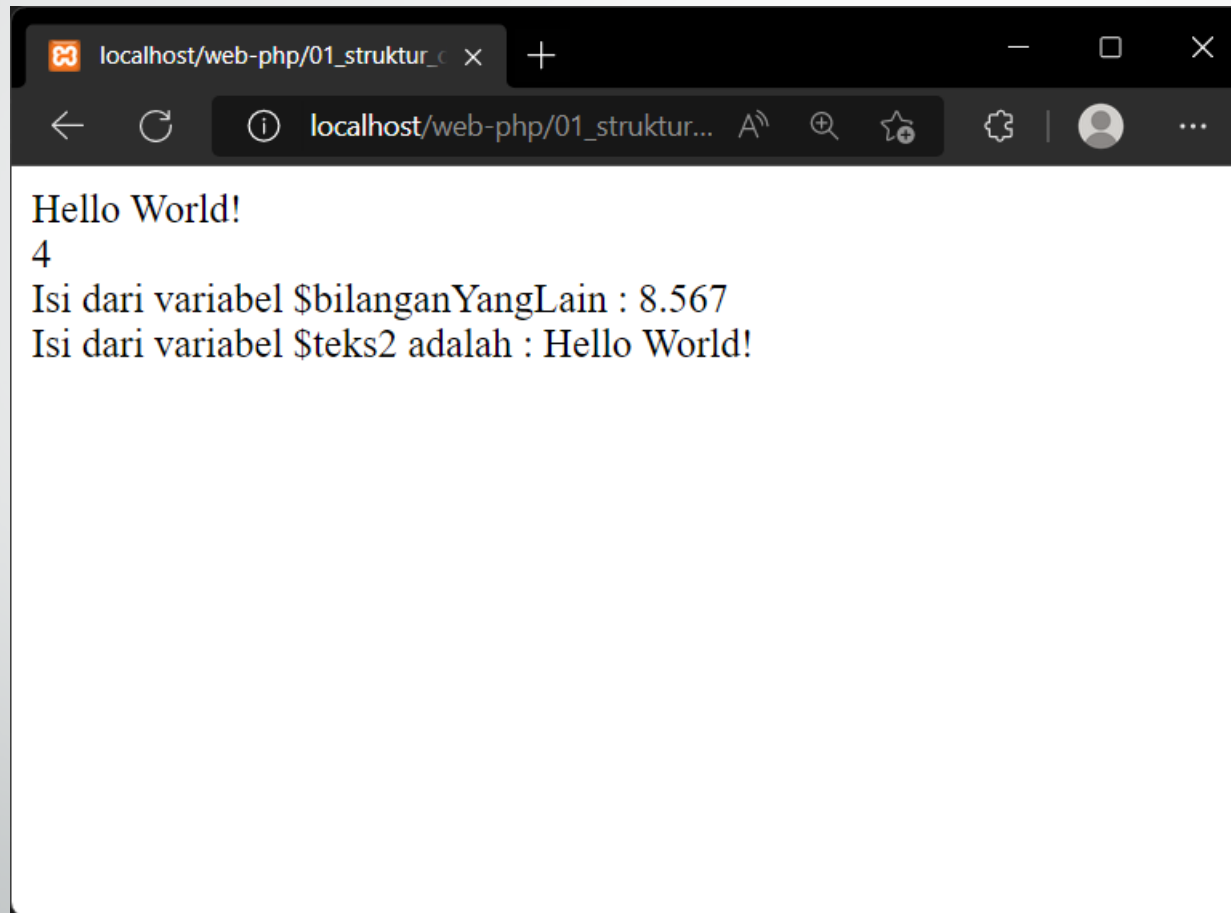 localhost/web-php/01_struktur_
localhost/web-php/01_struktur...
Hello World!
4
Isi dari variabel $bilanganYangLain : 8.567
Isi dari variabel $teks2 adalah : Hello World!